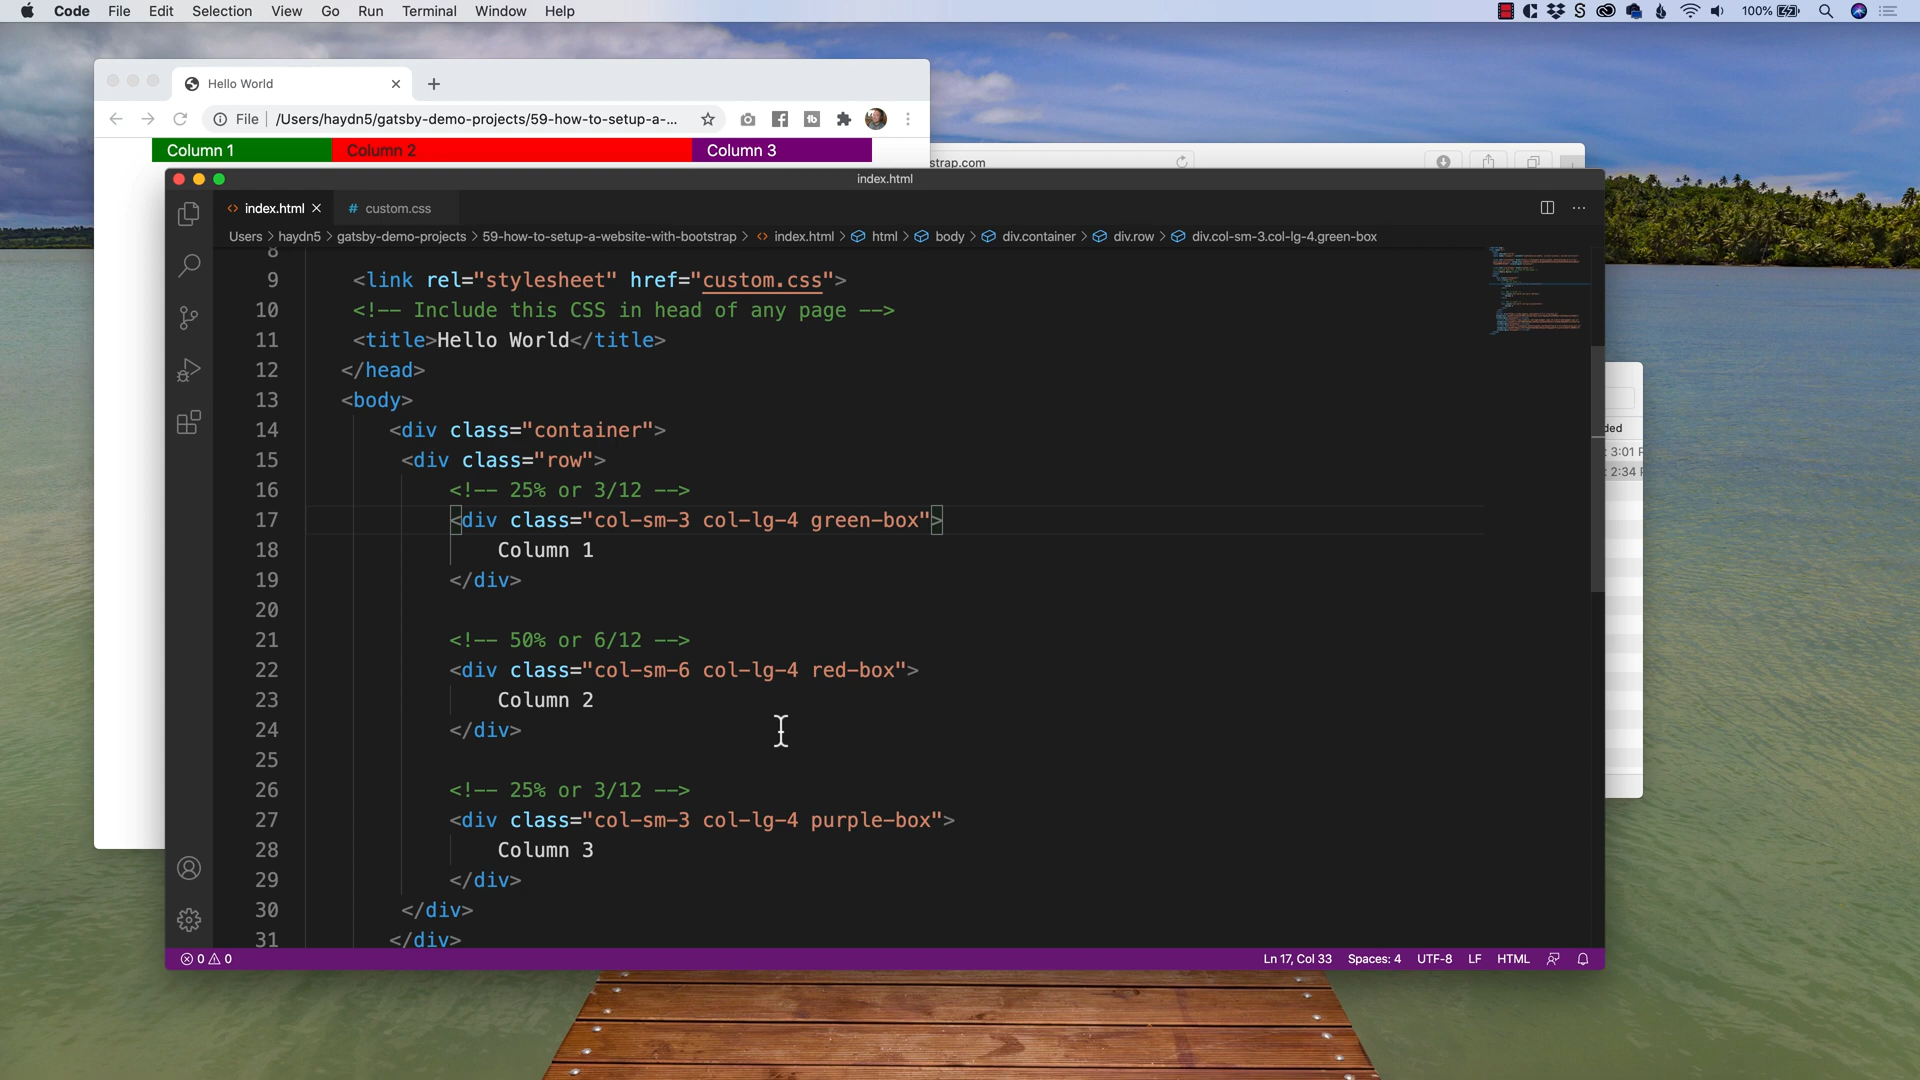 Code File Edit Selection View Go Run Terminal Window Help
100%
Hello World
File /Users/haydn5/gatsby-demo-projects/59-how-to-setup-a-...
Column 1 Column 2 Column 3
strap.com
index.html
index.html # custom.css
Users > haydn5 > gatsby-demo-projects > 59-how-to-setup-a-website-with-bootstrap > index.html > html > body > div.container > div.row > div.col-sm-3.col-lg-4.green-box
8
9 <link rel="stylesheet" href="custom.css">
10 <!-- Include this CSS in head of any page -->
11 <title>Hello World</title>
12 </head>
13 <body>
14 <div class="container">
15 <div class="row">
16 <!-- 25% or 3/12 -->
17 <div class="col-sm-3 col-lg-4 green-box">
18 Column 1
19 </div>
20
21 <!-- 50% or 6/12 -->
22 <div class="col-sm-6 col-lg-4 red-box">
23 Column 2
24 </div>
25
26 <!-- 25% or 3/12 -->
27 <div class="col-sm-3 col-lg-4 purple-box">
28 Column 3
29 </div>
30 </div>
31 </div>
ded
3:01
2:34
0 0
Ln 17, Col 33 Spaces: 4 UTF-8 LF HTML